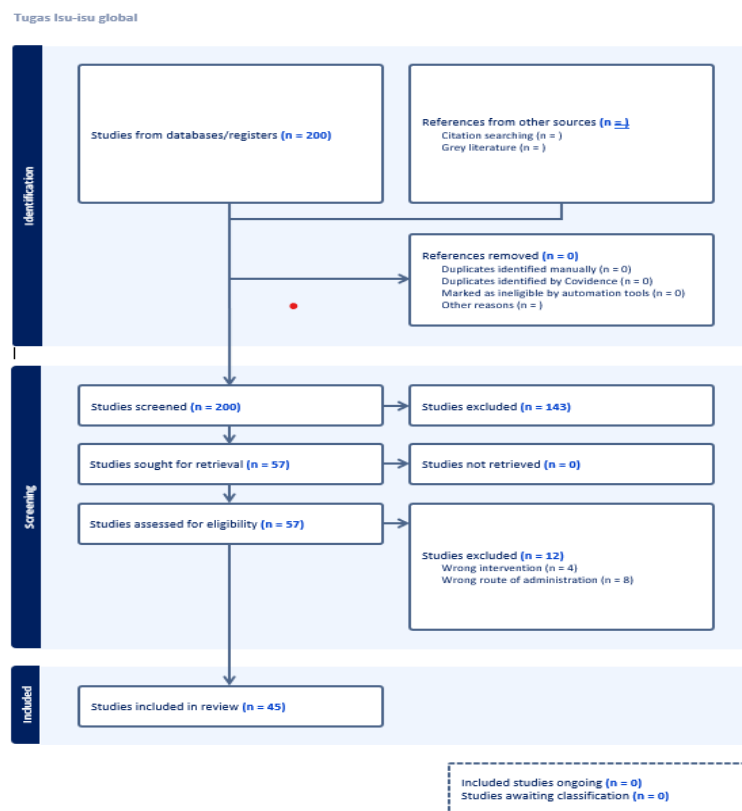 Tugas Isu-isu global
Identification
Studies from databases/registers (n = 200)
References from other sources (n = )
Citation searching (n = )
Grey literature (n = )
References removed (n = 0)
Duplicates identified manually (n = 0)
Duplicates identified by Covidence (n = 0)
Marked as ineligible by automation tools (n = 0)
Other reasons (n = )
Screening
Studies screened (n = 200)
Studies excluded (n = 143)
Studies sought for retrieval (n = 57)
Studies not retrieved (n = 0)
Studies assessed for eligibility (n = 57)
Studies excluded (n = 12)
Wrong intervention (n = 4)
Wrong route of administration (n = 8)
Included
Studies included in review (n = 45)
Included studies ongoing (n = 0)
Studies awaiting classification (n = 0)